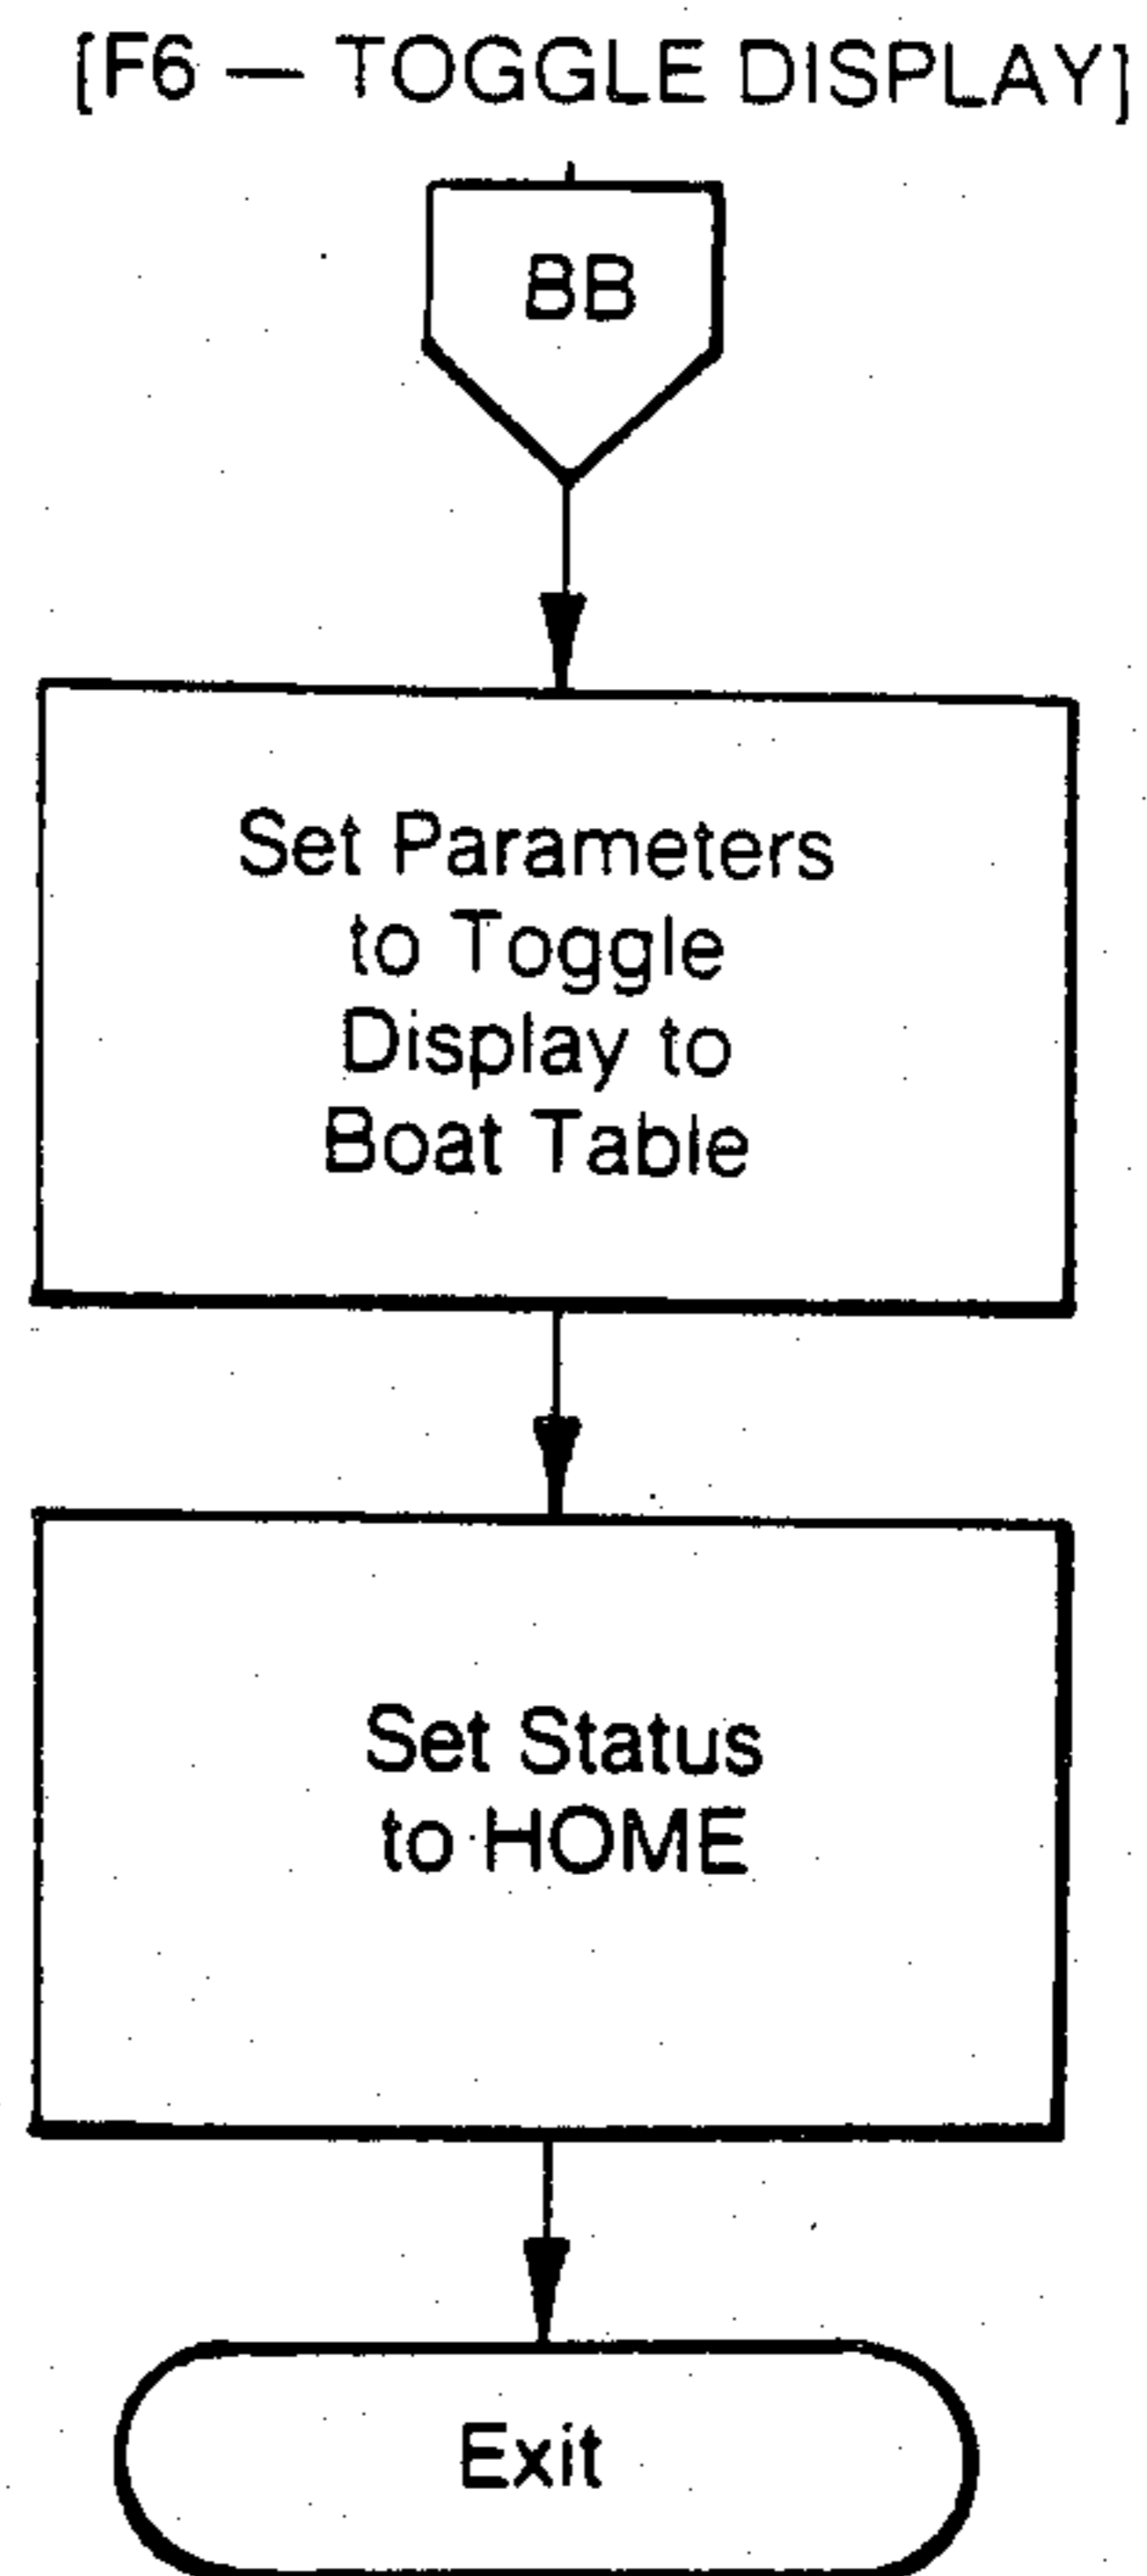 [F6 — TOGGLE DISPLAY]
BB
Set Parameters
to Toggle
Display to
Boat Table
Set Status
to HOME
Exit